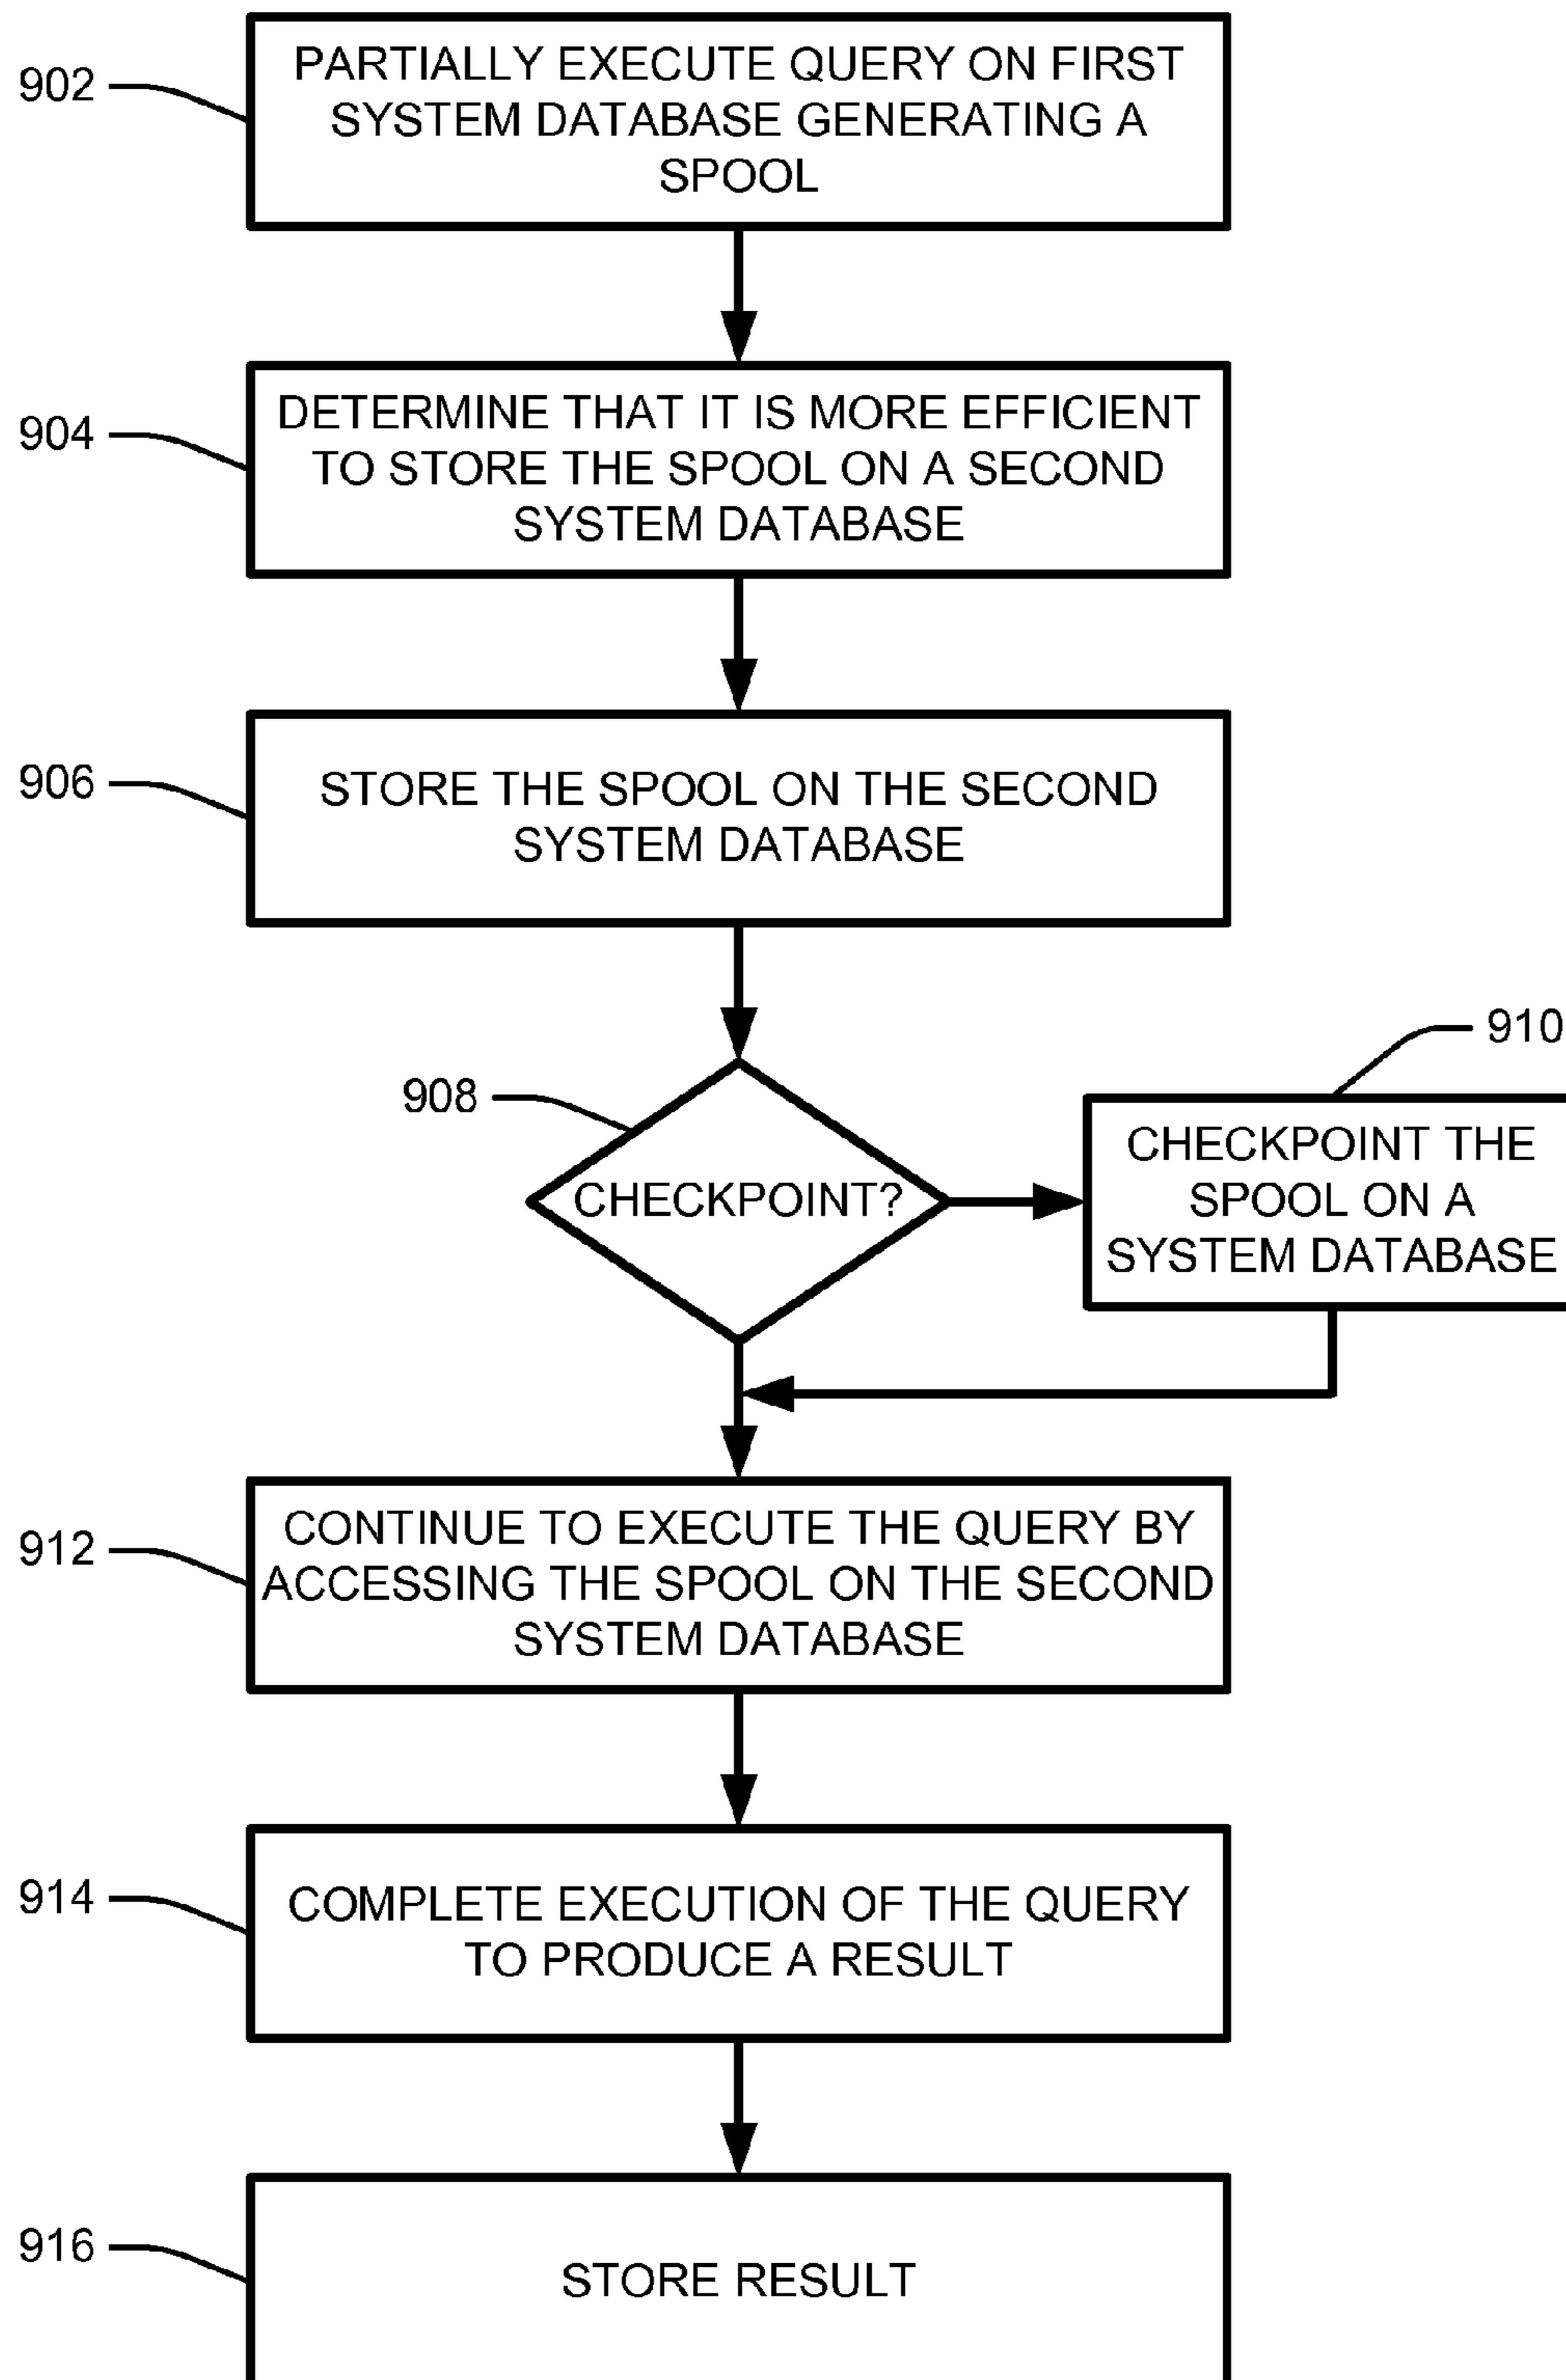 902
PARTIALLY EXECUTE QUERY ON FIRST
SYSTEM DATABASE GENERATING A
SPOOL
904
DETERMINE THAT IT IS MORE EFFICIENT
TO STORE THE SPOOL ON A SECOND
SYSTEM DATABASE
906
STORE THE SPOOL ON THE SECOND
SYSTEM DATABASE
908
CHECKPOINT?
910
CHECKPOINT THE
SPOOL ON A
SYSTEM DATABASE
912
CONTINUE TO EXECUTE THE QUERY BY
ACCESSING THE SPOOL ON THE SECOND
SYSTEM DATABASE
914
COMPLETE EXECUTION OF THE QUERY
TO PRODUCE A RESULT
916
STORE RESULT